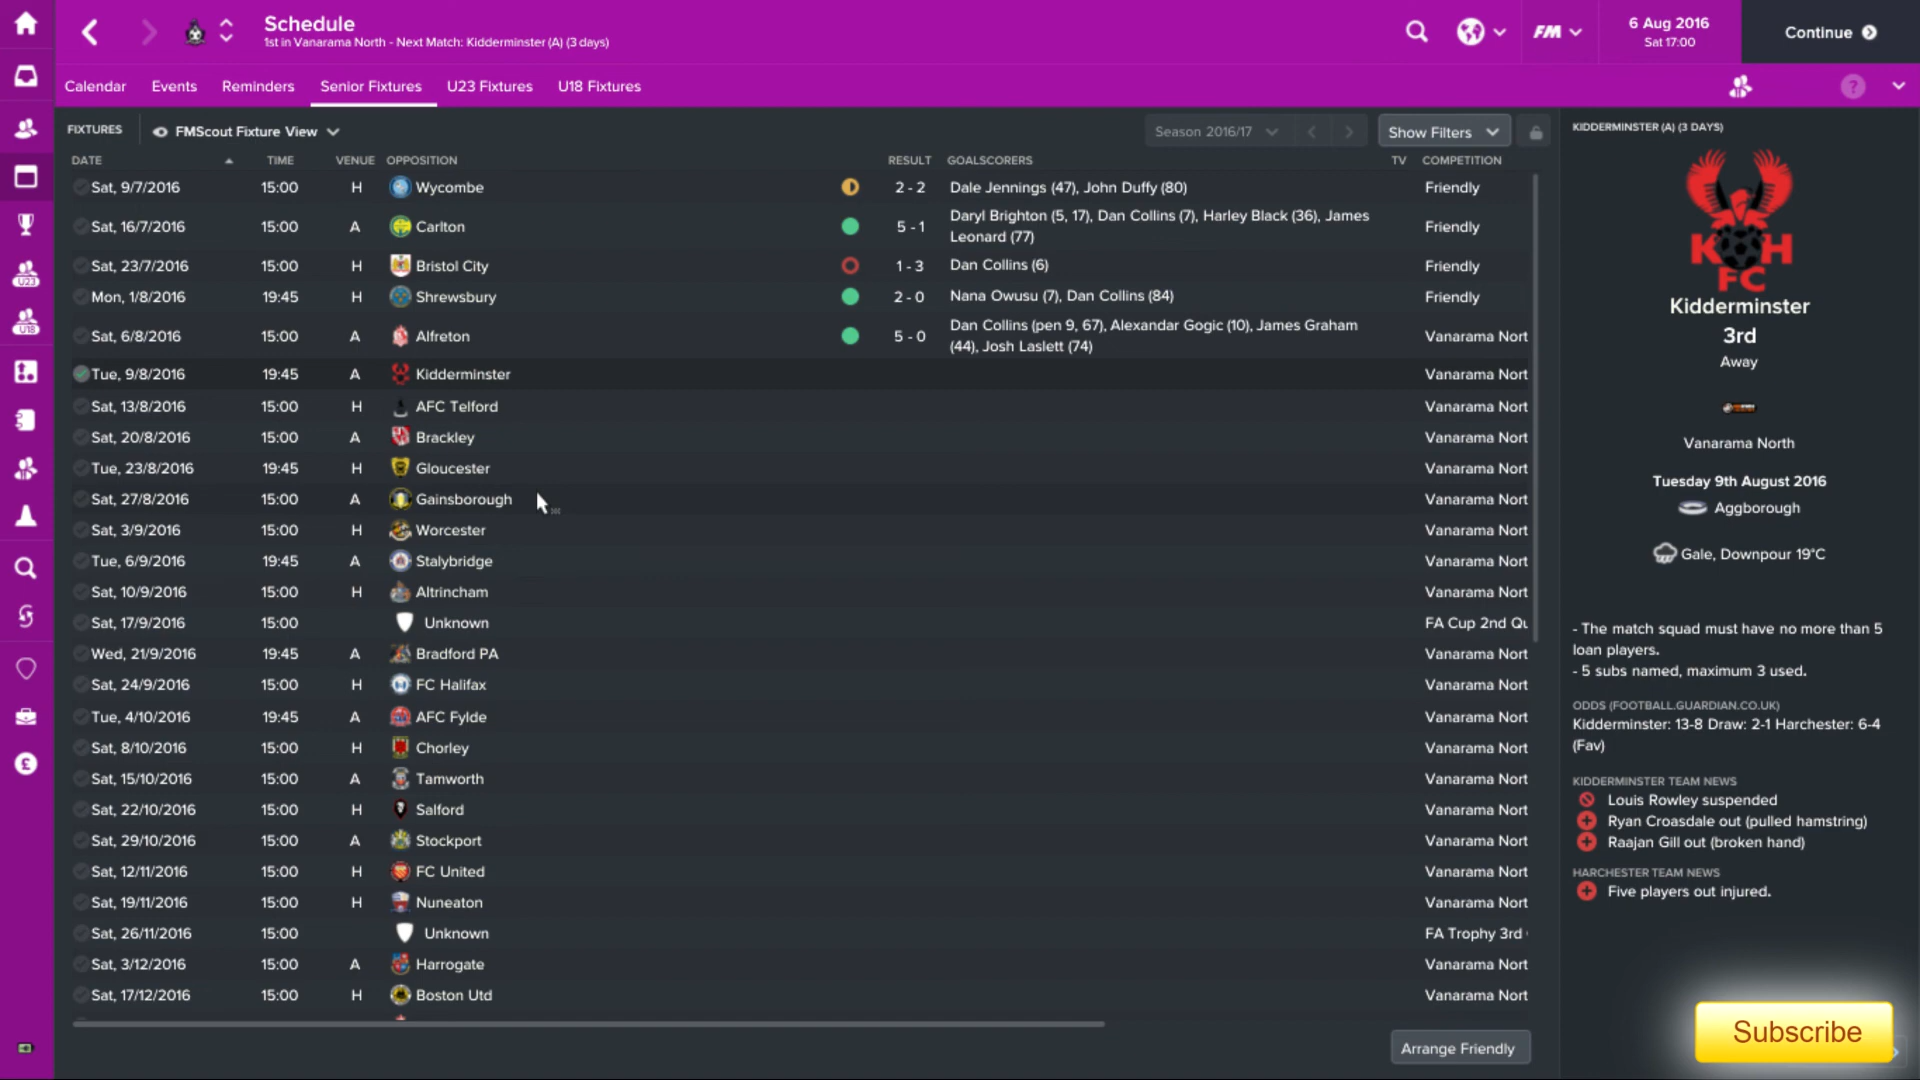 Schedule
1st in Vanarama North - Next Match: Kidderminster (A) (3 days)
FM
6 Aug 2016
Sat 17:00
Continue
Calendar Events Reminders Senior Fixtures U23 Fixtures U18 Fixtures
?
FIXTURES FMScout Fixture View Season 2016/17 Show Filters
DATE TIME VENUE OPPOSITION RESULT GOALSCORERS TV COMPETITION
Sat, 9/7/2016 15:00 H Wycombe 2 - 2 Dale Jennings (47), John Duffy (80) Friendly
Sat, 16/7/2016 15:00 A Carlton 5 - 1 Daryl Brighton (5, 17), Dan Collins (7), Harley Black (36), James Leonard (77) Friendly
Sat, 23/7/2016 15:00 H Bristol City 1 - 3 Dan Collins (6) Friendly
Mon, 1/8/2016 19:45 H Shrewsbury 2 - 0 Nana Owusu (7), Dan Collins (84) Friendly
Sat, 6/8/2016 15:00 A Alfreton 5 - 0 Dan Collins (pen 9, 67), Alexandar Gogic (10), James Graham (44), Josh Laslett (74) Vanarama Nort
Tue, 9/8/2016 19:45 A Kidderminster Vanarama Nort
Sat, 13/8/2016 15:00 H AFC Telford Vanarama Nort
Sat, 20/8/2016 15:00 A Brackley Vanarama Nort
Tue, 23/8/2016 19:45 H Gloucester Vanarama Nort
Sat, 27/8/2016 15:00 A Gainsborough Vanarama Nort
Sat, 3/9/2016 15:00 H Worcester Vanarama Nort
Tue, 6/9/2016 19:45 A Stalybridge Vanarama Nort
Sat, 10/9/2016 15:00 H Altrincham Vanarama Nort
Sat, 17/9/2016 15:00 Unknown FA Cup 2nd Qu
Wed, 21/9/2016 19:45 A Bradford PA Vanarama Nort
Sat, 24/9/2016 15:00 H FC Halifax Vanarama Nort
Tue, 4/10/2016 19:45 A AFC Fylde Vanarama Nort
Sat, 8/10/2016 15:00 H Chorley Vanarama Nort
Sat, 15/10/2016 15:00 A Tamworth Vanarama Nort
Sat, 22/10/2016 15:00 H Salford Vanarama Nort
Sat, 29/10/2016 15:00 A Stockport Vanarama Nort
Sat, 12/11/2016 15:00 H FC United Vanarama Nort
Sat, 19/11/2016 15:00 H Nuneaton Vanarama Nort
Sat, 26/11/2016 15:00 Unknown FA Trophy 3rd
Sat, 3/12/2016 15:00 A Harrogate Vanarama Nort
Sat, 17/12/2016 15:00 H Boston Utd Vanarama Nort
Arrange Friendly
U23
U18
KIDDERMINSTER (A) (3 DAYS)
KH
FC
Kidderminster
3rd
Away
Vanarama North
Tuesday 9th August 2016
Aggborough
Gale, Downpour 19°C
- The match squad must have no more than 5
loan players.
- 5 subs named, maximum 3 used.
ODDS (FOOTBALL.GUARDIAN.CO.UK)
Kidderminster: 13-8 Draw: 2-1 Harchester: 6-4
(Fav)
KIDDERMINSTER TEAM NEWS
Louis Rowley suspended
Ryan Croasdale out (pulled hamstring)
Raajan Gill out (broken hand)
HARCHESTER TEAM NEWS
Five players out injured.
Subscribe